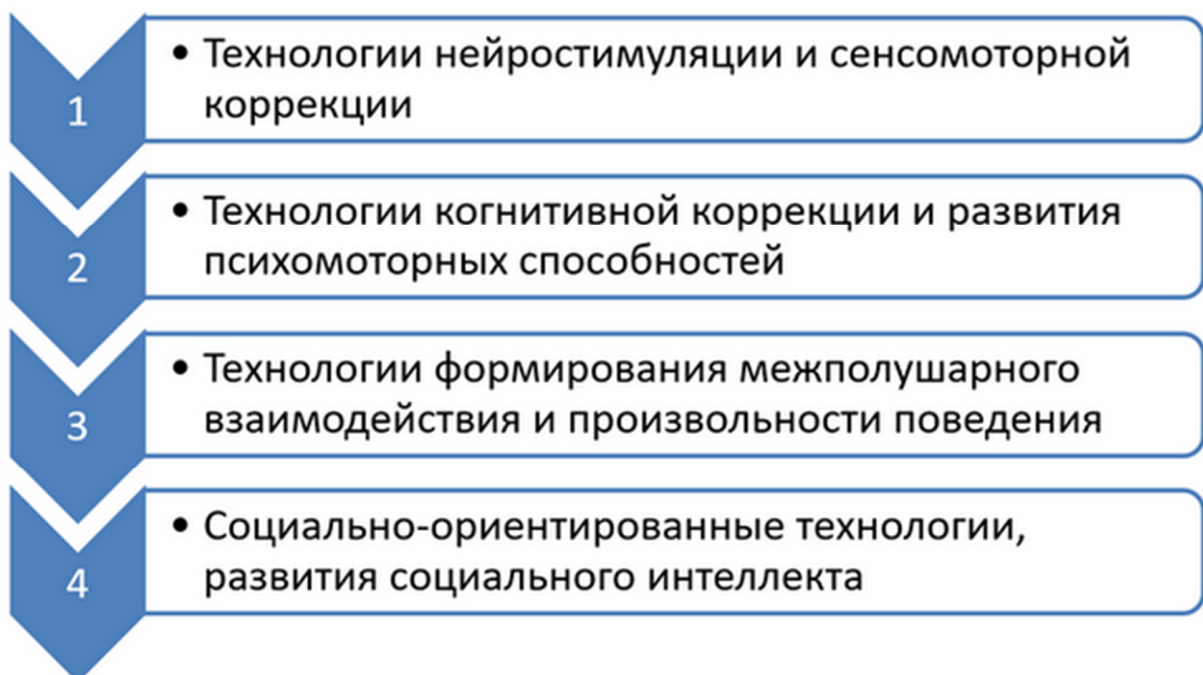 1
• Технологии нейростимуляции и сенсомоторной
коррекции
2
• Технологии когнитивной коррекции и развития
психомоторных способностей
3
• Технологии формирования межполушарного
взаимодействия и произвольности поведения
4
• Социально-ориентированные технологии,
развития социального интеллекта